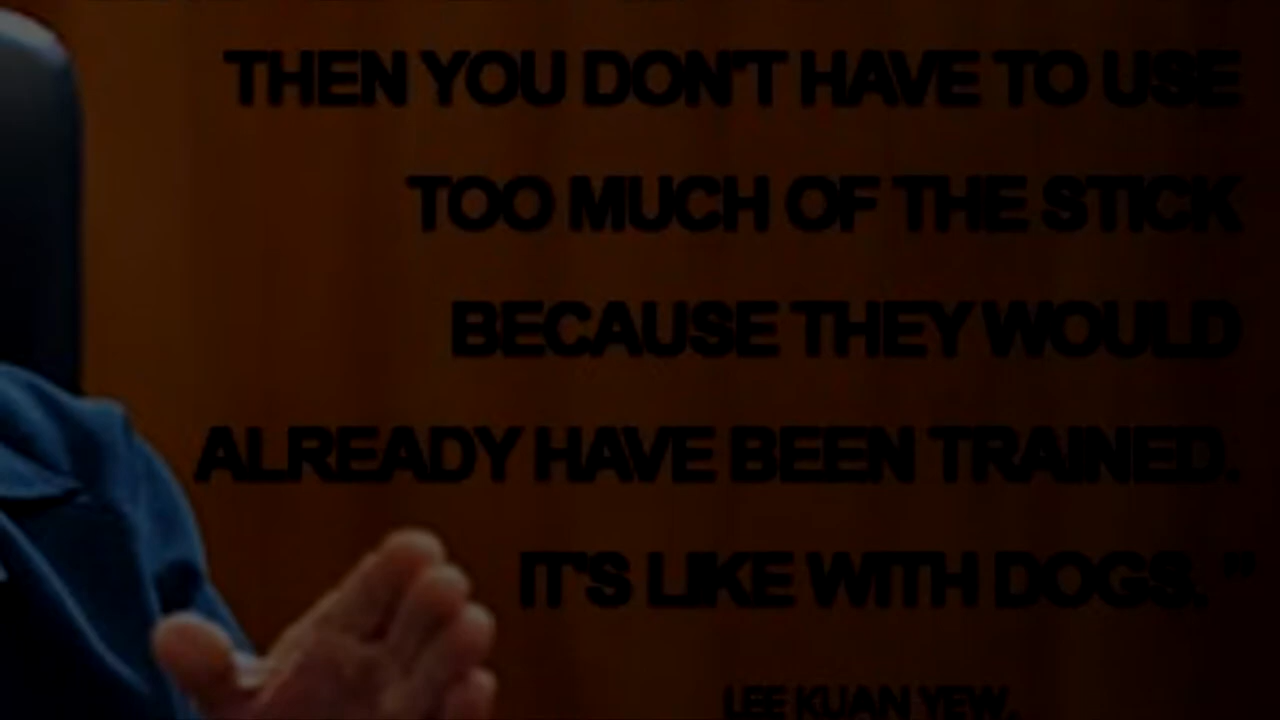 THEN YOU DON'T HAVE TO USE
TOO MUCH OF THE STICK
BECAUSE THEY WOULD
ALREADY HAVE BEEN TRAINED.
IT'S LIKE WITH DOGS. "
LEE KUAN YEW.